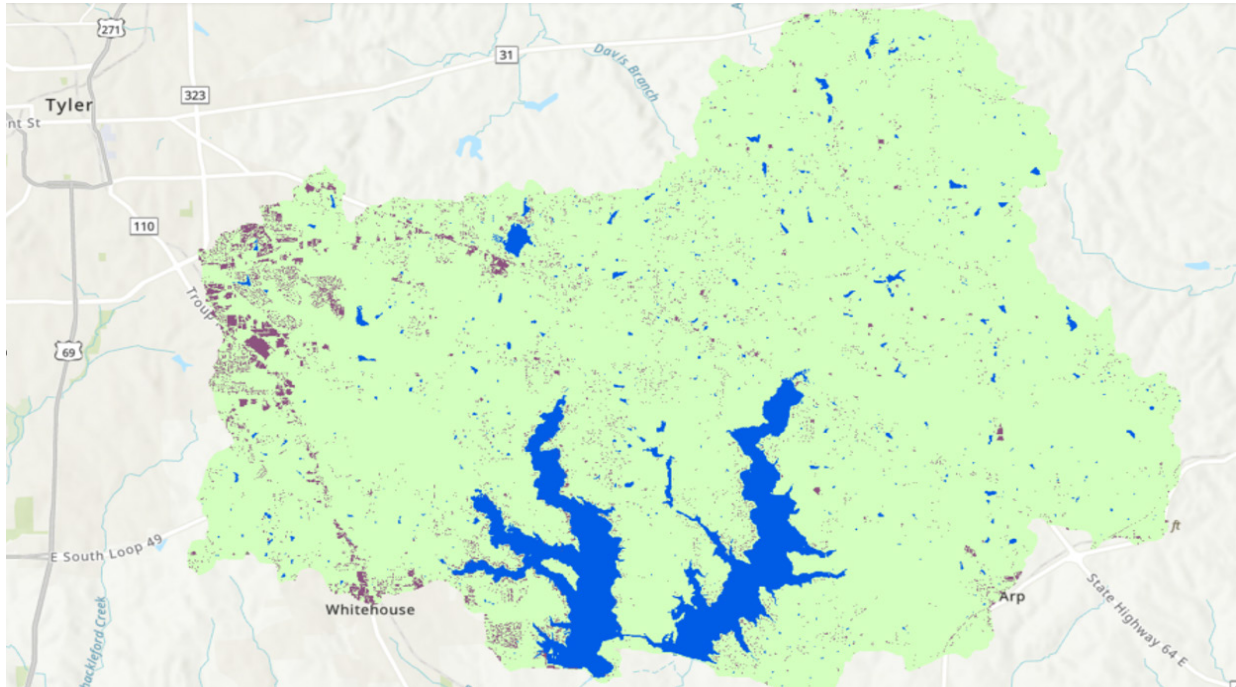 271
31
Davis Branch
Tyler
323
nt St
110
Troup
69
E South Loop 49
Whitehouse
Arp
ft
State Highway 64 E
hackleford Creek